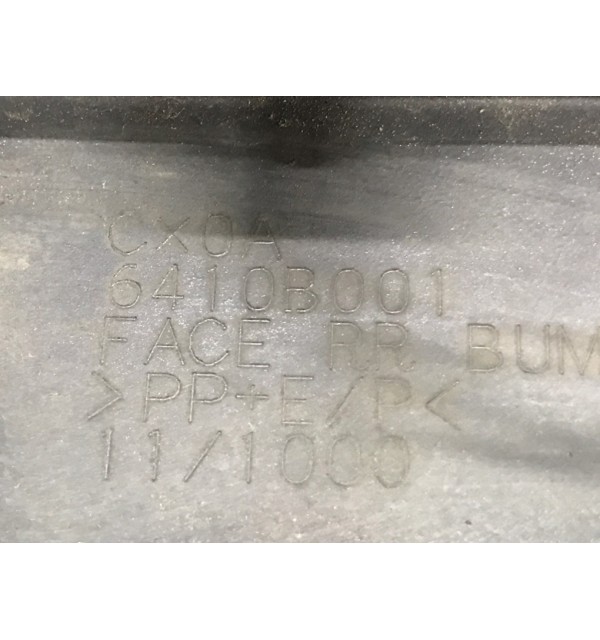 CX0A
6410B001
FACE RR BUM
>PP+E/P<
11/1000